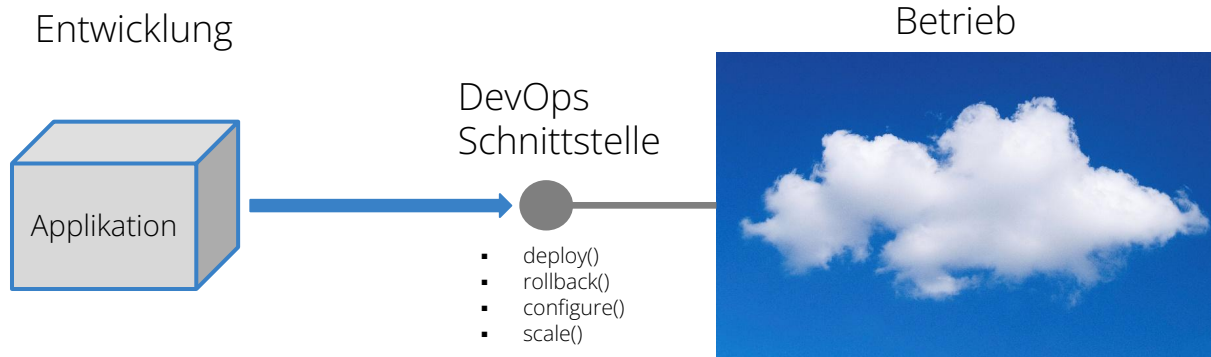 Entwicklung
Betrieb
DevOps
Schnittstelle
Applikation
▪ deploy()
▪ rollback()
▪ configure()
▪ scale()